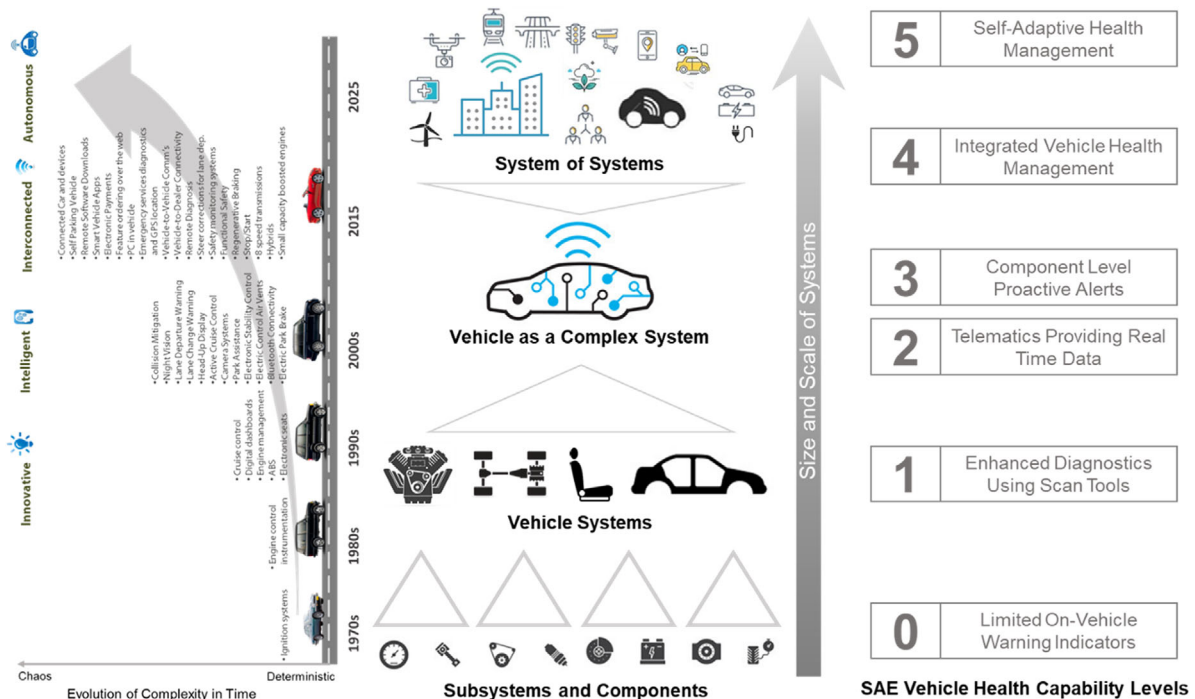 Autonomous
Interconnected
Intelligent
Innovative
•Connected Car and devices
•Self Parking Vehicle
•Remote Software Downloads
•Smart Vehicle Apps
•Electronic Payments
•Feature ordering over the web
•PC in vehicle
•Emergency services diagnostics
and GPS location
•Vehicle-to-Vehicle Comm's
•Vehicle-to-Dealer Connectivity
•Remote Diagnosis
•Steer corrections for lane dep.
•Safety monitoring systems
•Functional Safety
•Regenerative Braking
•Stop/Start
•8 speed transmissions
•Hybrids
•Small capacity boosted engines
•Collision Mitigation
•Night Vision
•Lane Departure Warning
•Lane Change Warning
•Head-Up Display
•Active Cruise Control
•Camera Systems
•Park Assistance
•Electronic Stability Control
•Electric Control Air Vents
•Bluetooth Connectivity
•Electric Park Brake
•Cruise control
•Digital dashboards
•Engine management
•ABS
•Electronic seats
•Engine control
instrumentation
•Ignition systems
2025
2015
2000s
1990s
1980s
1970s
Chaos
Deterministic
Evolution of Complexity in Time
System of Systems
Vehicle as a Complex System
Vehicle Systems
Subsystems and Components
Size and Scale of Systems
5
Self-Adaptive Health
Management
4
Integrated Vehicle Health
Management
3
Component Level
Proactive Alerts
2
Telematics Providing Real
Time Data
1
Enhanced Diagnostics
Using Scan Tools
0
Limited On-Vehicle
Warning Indicators
SAE Vehicle Health Capability Levels